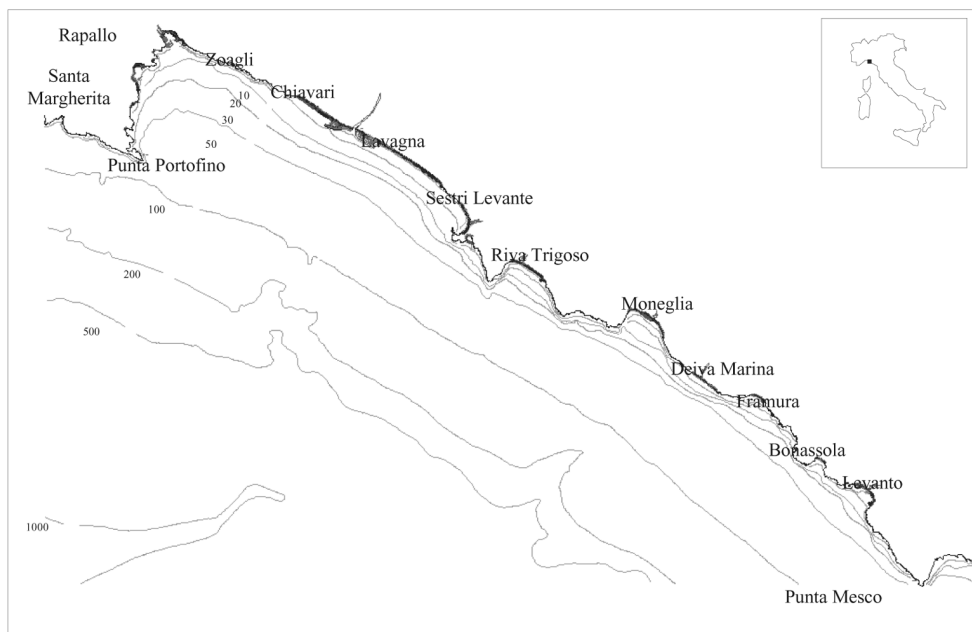 Rapallo
Zoagli
Santa
Margherita
Chiavari
10
20
30
50
Lavagna
Punta Portofino
Sestri Levante
100
Riva Trigoso
200
Moneglia
500
Deiva Marina
Framura
Bonassola
Levanto
1000
Punta Mesco